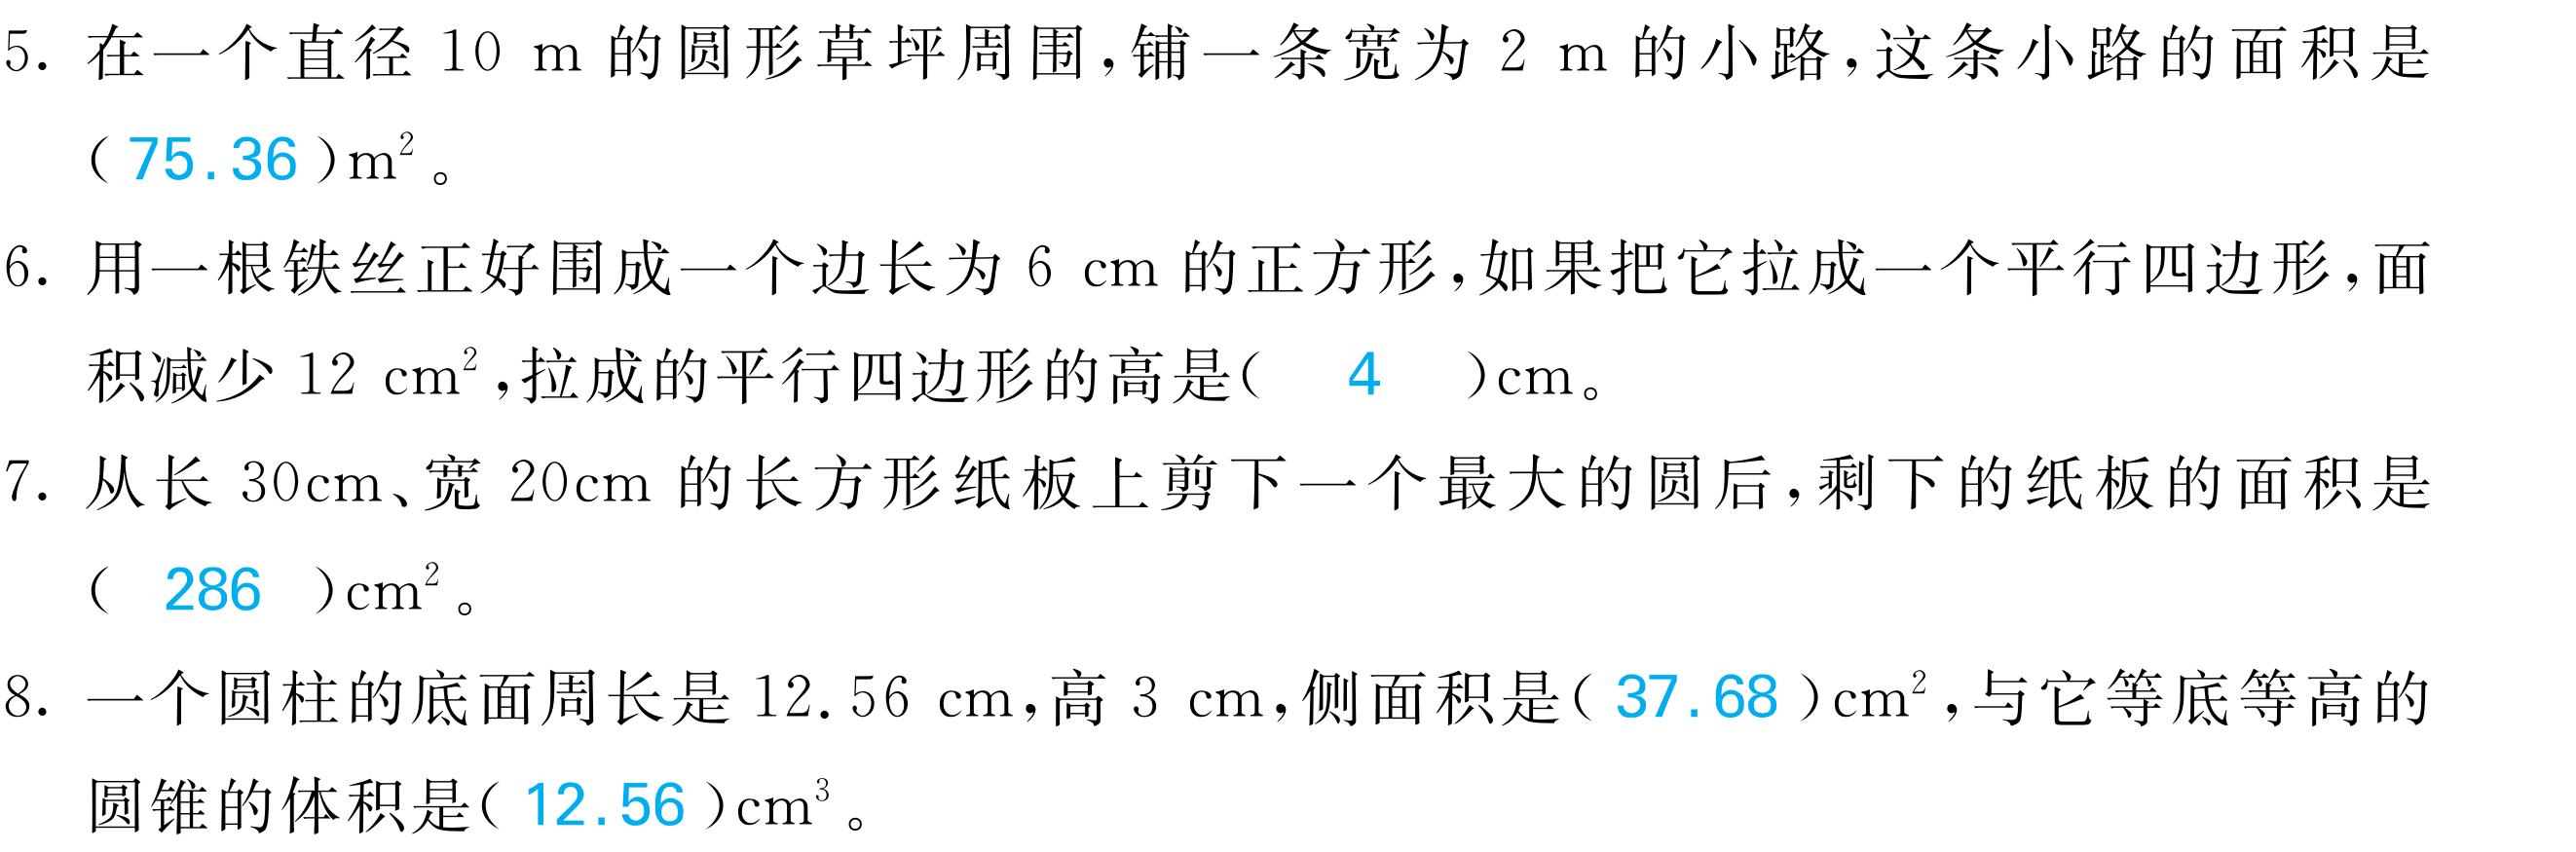 5. 在一个直径 10 m 的圆形草坪周围,铺一条宽为 2 m 的小路,这条小路的面积是
( 75.36 )m²。
6. 用一根铁丝正好围成一个边长为 6 cm 的正方形,如果把它拉成一个平行四边形,面
积减少 12 cm²,拉成的平行四边形的高是( 4 )cm。
7. 从长 30cm、宽 20cm 的长方形纸板上剪下一个最大的圆后,剩下的纸板的面积是
( 286 )cm²。
8. 一个圆柱的底面周长是 12.56 cm,高 3 cm,侧面积是( 37.68 )cm²,与它等底等高的
圆锥的体积是( 12.56 )cm³。